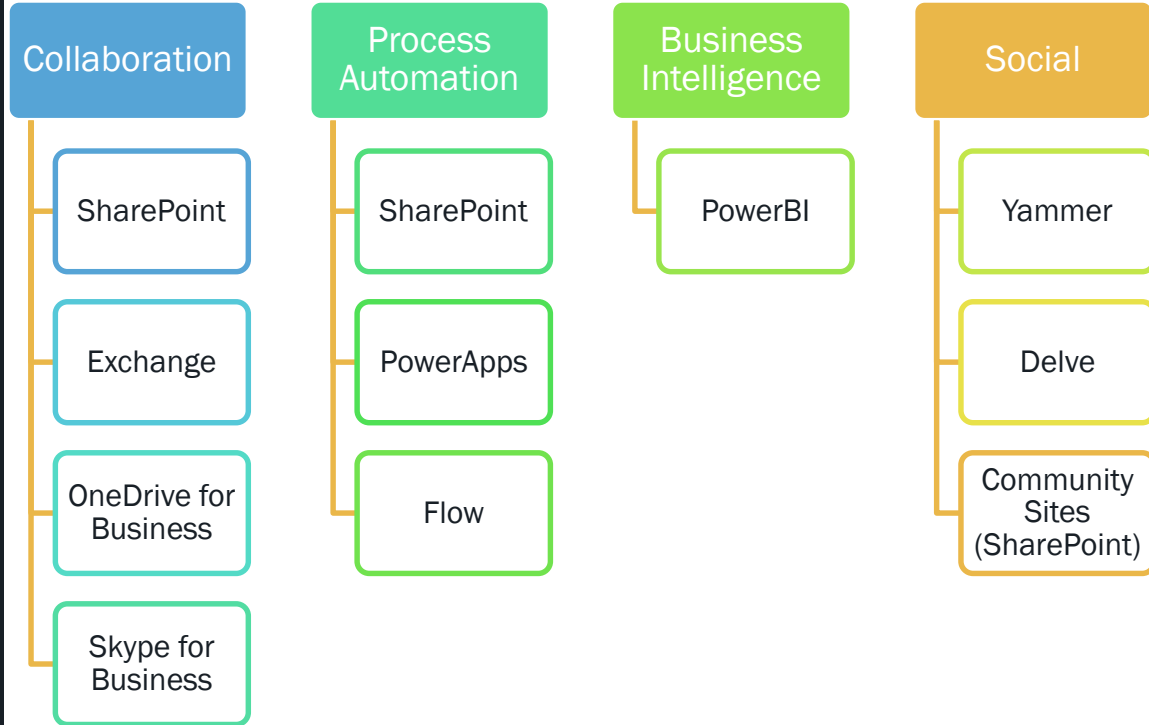 Collaboration
SharePoint
Exchange
OneDrive for
Business
Skype for
Business
Process
Automation
SharePoint
PowerApps
Flow
Business
Intelligence
PowerBI
Social
Yammer
Delve
Community
Sites
(SharePoint)